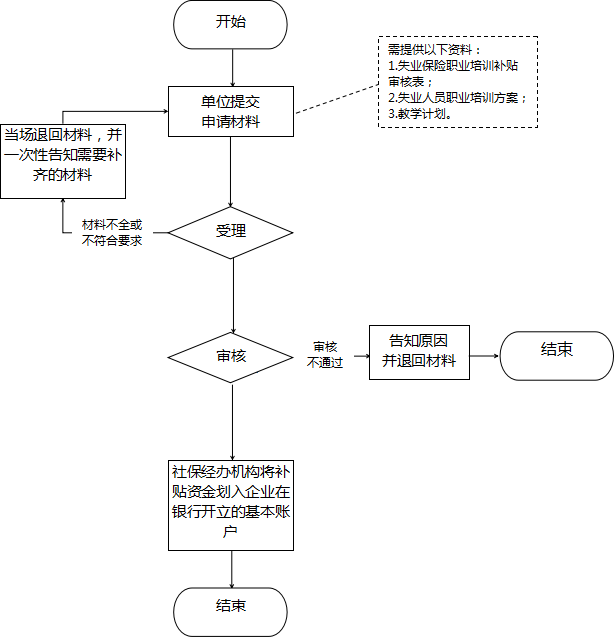 开始
需提供以下资料：
1.失业保险职业培训补贴
审核表；
2.失业人员职业培训方案；
3.教学计划。
单位提交
申请材料
当场退回材料，并
一次性告知需要补
齐的材料
材料不全或
不符合要求
受理
审核
审核
不通过
告知原因
并退回材料
结束
社保经办机构将补
贴资金划入企业在
银行开立的基本账
户
结束